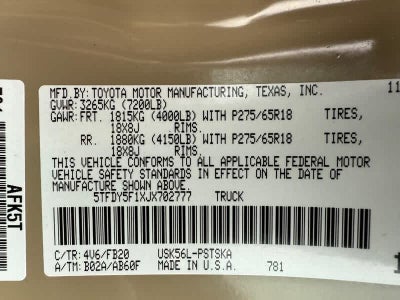 MFD.BY:TOYOTA MOTOR MANUFACTURING, TEXAS, INC. 11
GVWR: 3265KG (7200LB)
GAWR: FRT. 1815KG (4000LB) WITH P275/65R18 TIRES,
18X8J RIMS.
RR. 1880KG (4150LB) WITH P275/65R18 TIRES,
18X8J RIMS.
THIS VEHICLE CONFORMS TO ALL APPLICABLE FEDERAL MOTOR
VEHICLE SAFETY STANDARDS IN EFFECT ON THE DATE OF
MANUFACTURE SHOWN ABOVE.
5TFDY5F1XJX702777 TRUCK
C/TR: 4V6/FB20 USK56L-PSTSKA
A/TM: B02A/AB60F MADE IN U.S.A. 781
AFK5T